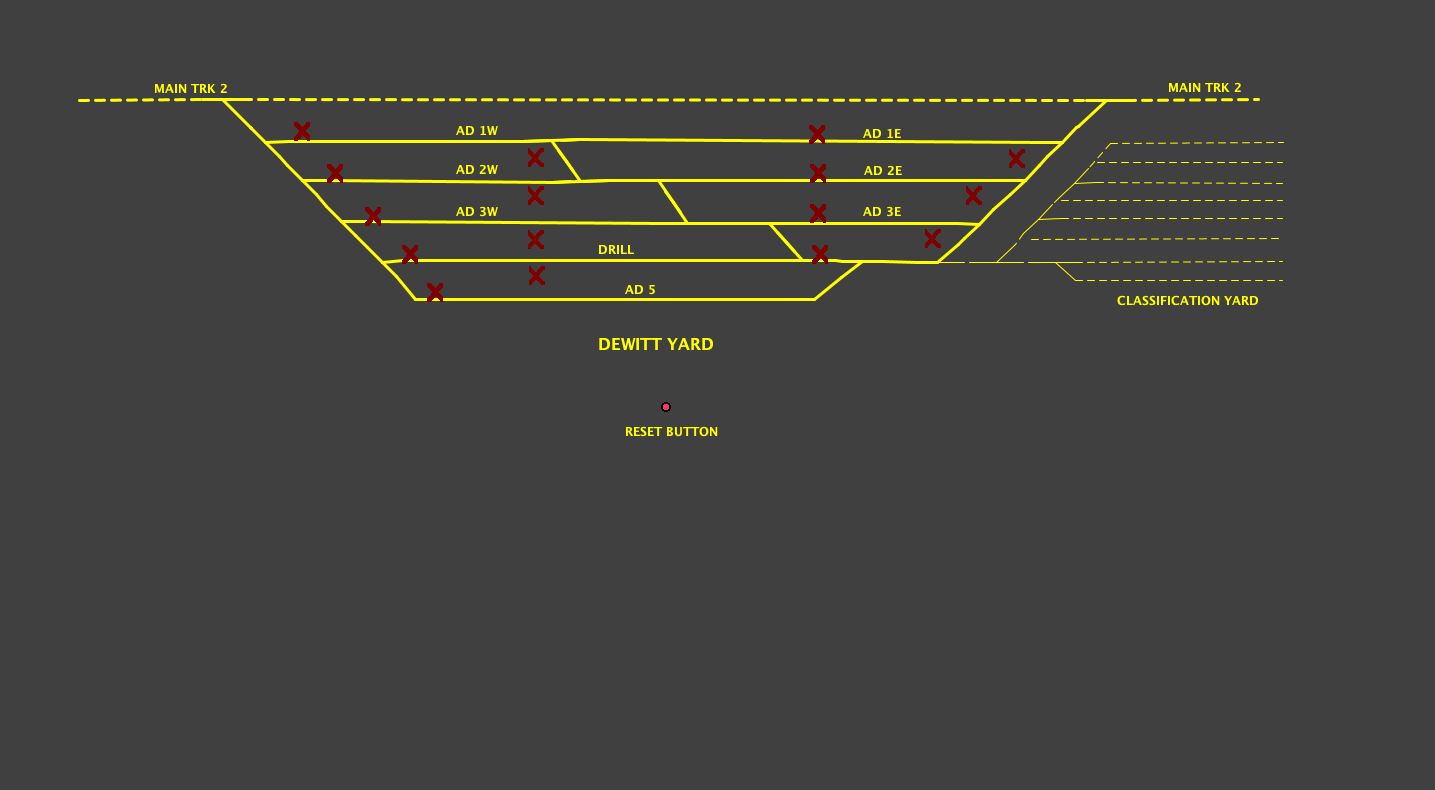 MAIN TRK 2
MAIN TRK 2
AD 1W
AD 1E
AD 2W
AD 2E
AD 3W
AD 3E
DRILL
AD 5
CLASSIFICATION YARD
DEWITT YARD
RESET BUTTON